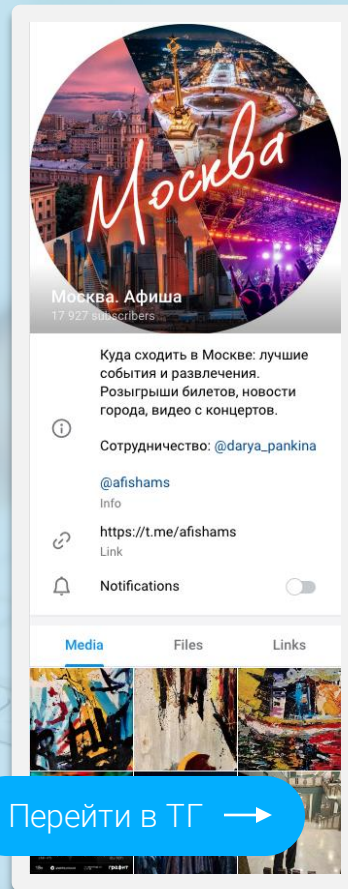 Москва
Москва. Афиша
17 927 subscribers
Куда сходить в Москве: лучшие
события и развлечения.
Розыгрыши билетов, новости
города, видео с концертов.
Сотрудничество: @darya_pankina
@afishams
Info
https://t.me/afishams
Link
Notifications
Media Files Links
Перейти в ТГ